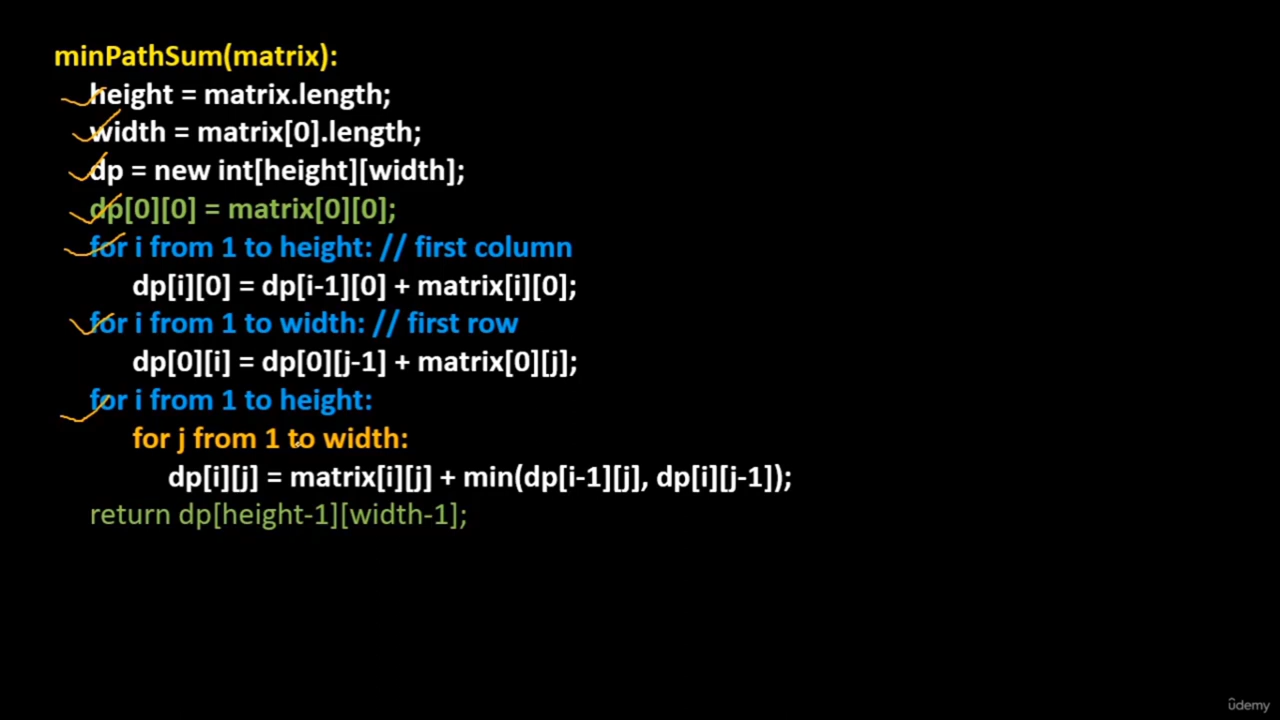 minPathSum(matrix):
height = matrix.length;
width = matrix[0].length;
dp = new int[height][width];
dp[0][0] = matrix[0][0];
for i from 1 to height: // first column
dp[i][0] = dp[i-1][0] + matrix[i][0];
for i from 1 to width: // first row
dp[0][i] = dp[0][j-1] + matrix[0][j];
for i from 1 to height:
for j from 1 to width:
dp[i][j] = matrix[i][j] + min(dp[i-1][j], dp[i][j-1]);
return dp[height-1][width-1];
ûdemy